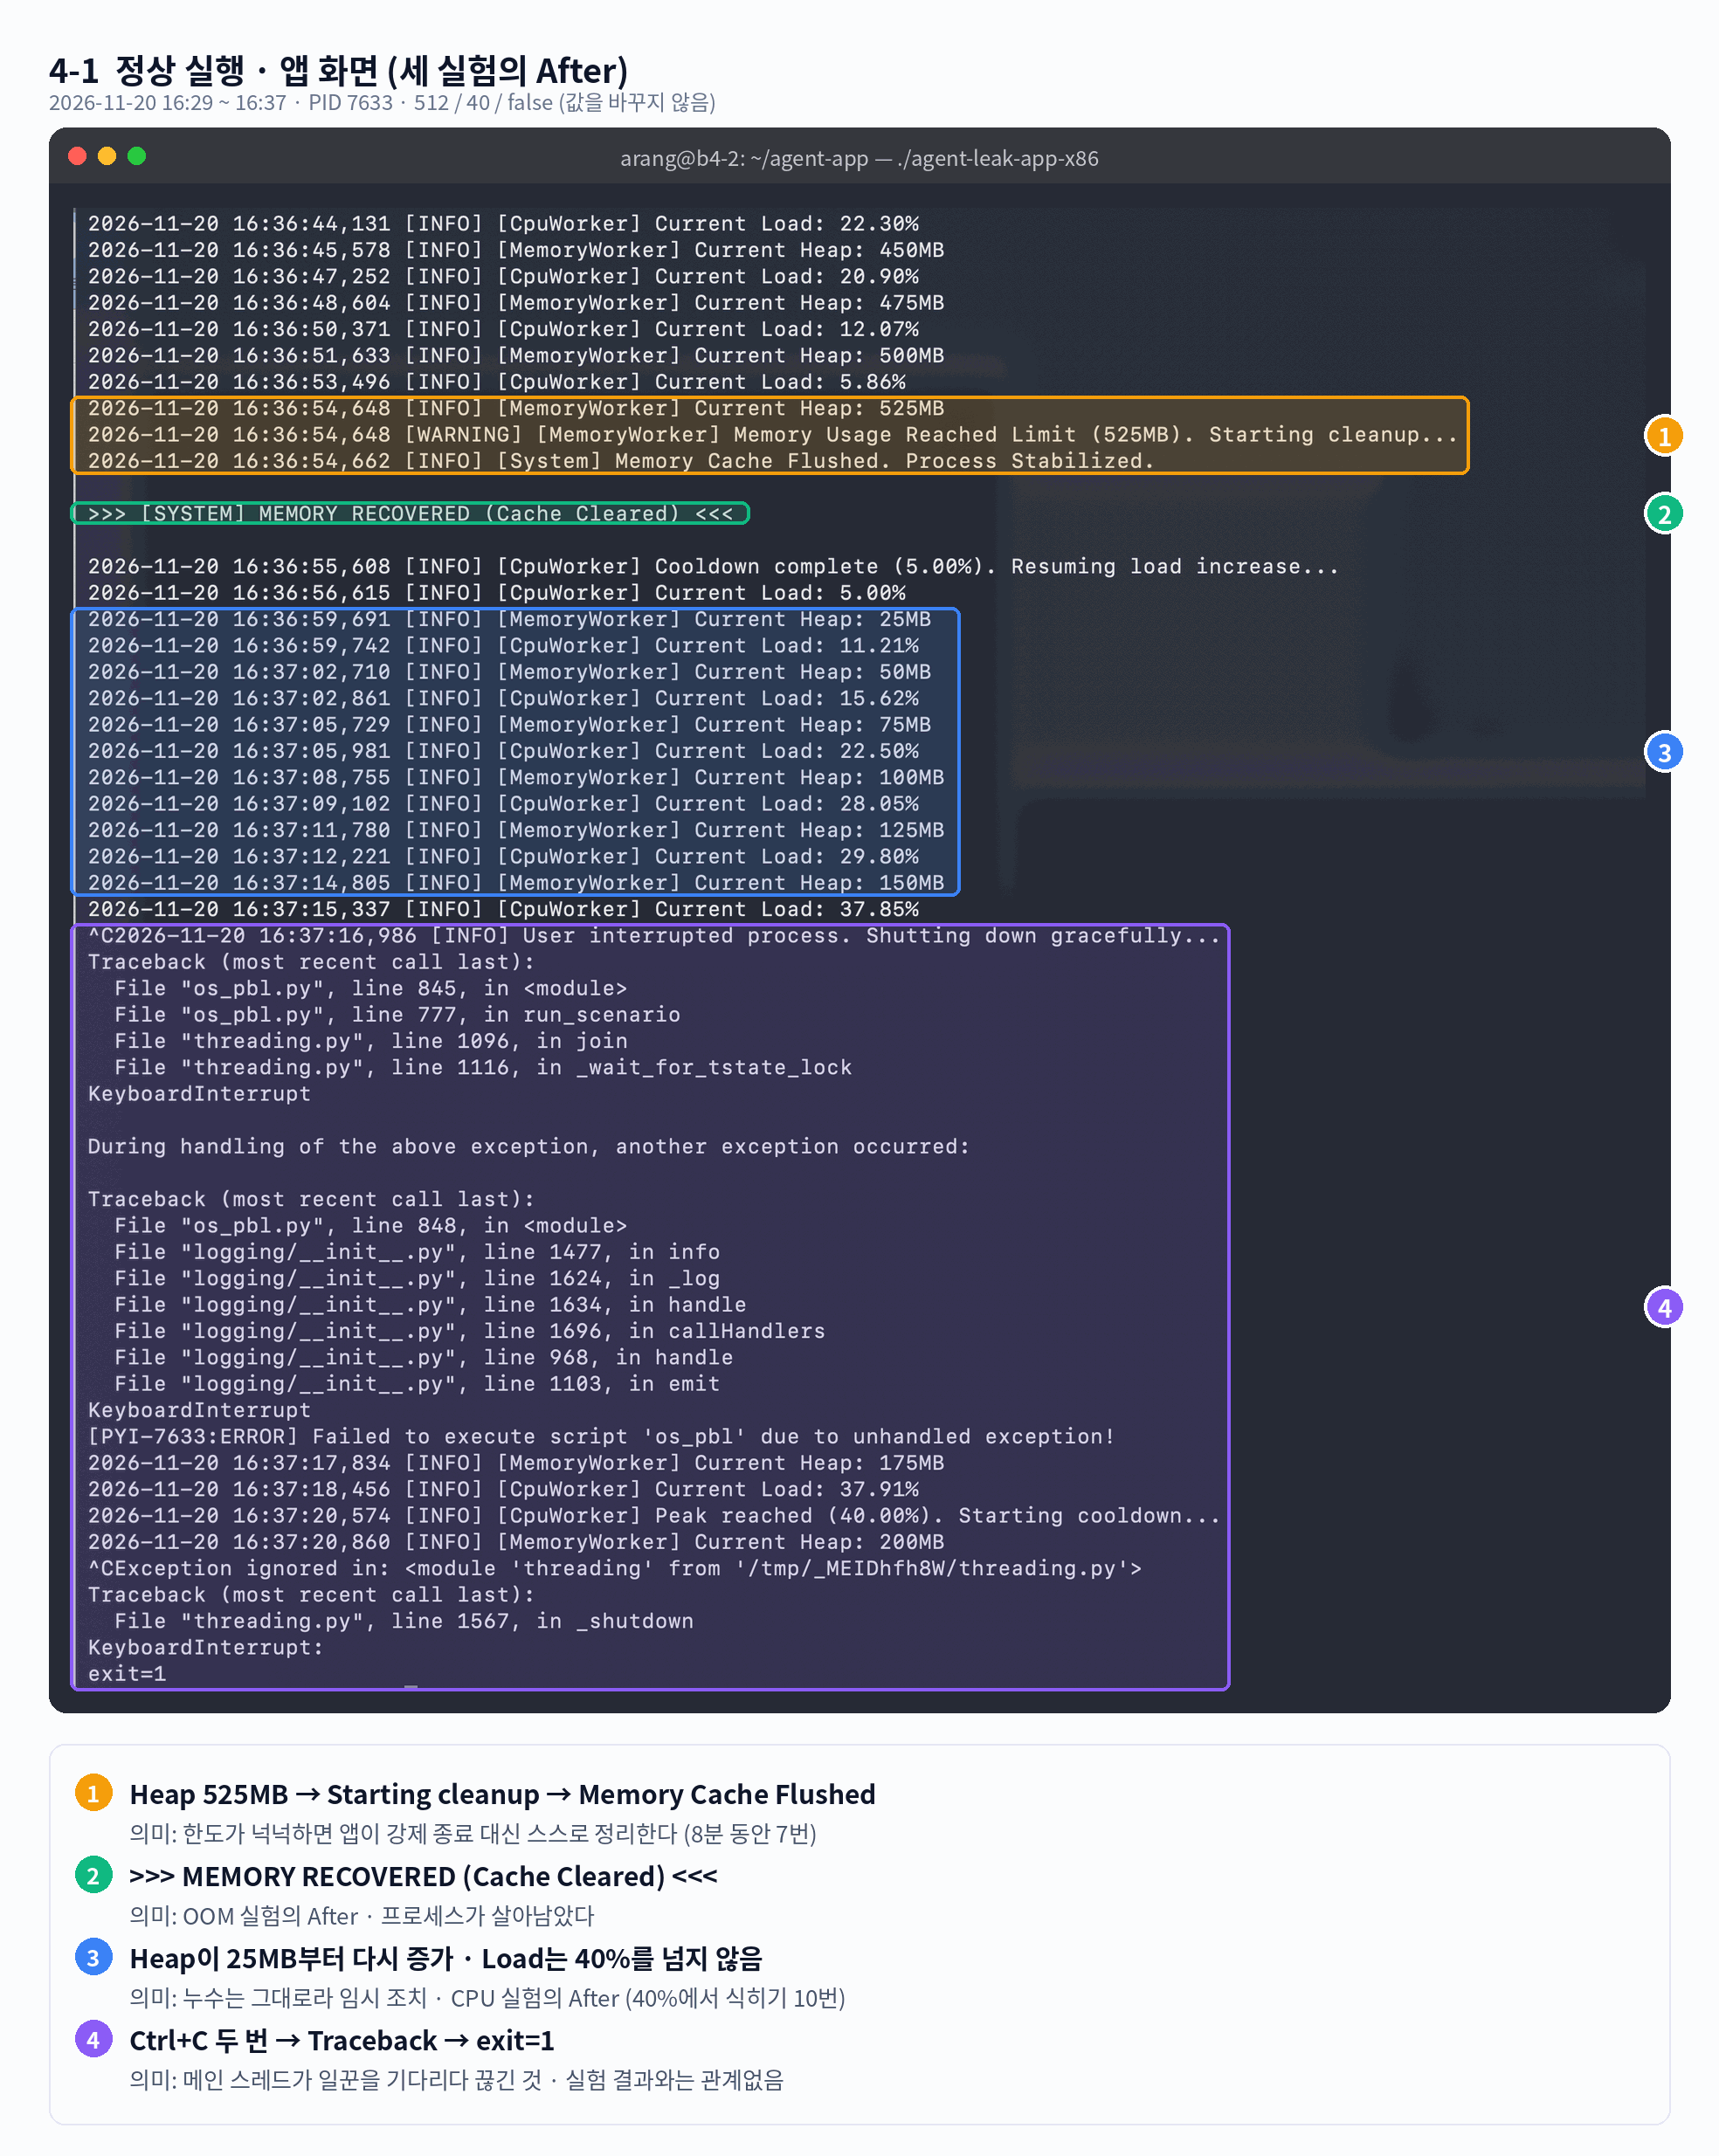 4-1 정상 실행 · 앱 화면 (세 실험의 After)
2026-11-20 16:29 ~ 16:37 · PID 7633 · 512 / 40 / false (값을 바꾸지 않음)
arang@b4-2: ~/agent-app — ./agent-leak-app-x86
2026-11-20 16:36:44,131 [INFO] [CpuWorker] Current Load: 22.30%
2026-11-20 16:36:45,578 [INFO] [MemoryWorker] Current Heap: 450MB
2026-11-20 16:36:47,252 [INFO] [CpuWorker] Current Load: 20.90%
2026-11-20 16:36:48,604 [INFO] [MemoryWorker] Current Heap: 475MB
2026-11-20 16:36:50,371 [INFO] [CpuWorker] Current Load: 12.07%
2026-11-20 16:36:51,633 [INFO] [MemoryWorker] Current Heap: 500MB
2026-11-20 16:36:53,496 [INFO] [CpuWorker] Current Load: 5.86%
2026-11-20 16:36:54,648 [INFO] [MemoryWorker] Current Heap: 525MB
2026-11-20 16:36:54,648 [WARNING] [MemoryWorker] Memory Usage Reached Limit (525MB). Starting cleanup...
1
2026-11-20 16:36:54,662 [INFO] [System] Memory Cache Flushed. Process Stabilized.
>>> [SYSTEM] MEMORY RECOVERED (Cache Cleared) <<<
2
2026-11-20 16:36:55,608 [INFO] [CpuWorker] Cooldown complete (5.00%). Resuming load increase...
2026-11-20 16:36:56,615 [INFO] [CpuWorker] Current Load: 5.00%
2026-11-20 16:36:59,691 [INFO] [MemoryWorker] Current Heap: 25MB
2026-11-20 16:36:59,742 [INFO] [CpuWorker] Current Load: 11.21%
2026-11-20 16:37:02,710 [INFO] [MemoryWorker] Current Heap: 50MB
2026-11-20 16:37:02,861 [INFO] [CpuWorker] Current Load: 15.62%
2026-11-20 16:37:05,729 [INFO] [MemoryWorker] Current Heap: 75MB
2026-11-20 16:37:05,981 [INFO] [CpuWorker] Current Load: 22.50%
3
2026-11-20 16:37:08,755 [INFO] [MemoryWorker] Current Heap: 100MB
2026-11-20 16:37:09,102 [INFO] [CpuWorker] Current Load: 28.05%
2026-11-20 16:37:11,780 [INFO] [MemoryWorker] Current Heap: 125MB
2026-11-20 16:37:12,221 [INFO] [CpuWorker] Current Load: 29.80%
2026-11-20 16:37:14,805 [INFO] [MemoryWorker] Current Heap: 150MB
2026-11-20 16:37:15,337 [INFO] [CpuWorker] Current Load: 37.85%
^C2026-11-20 16:37:16,986 [INFO] User interrupted process. Shutting down gracefully...
Traceback (most recent call last):
File "os_pbl.py", line 845, in <module>
File "os_pbl.py", line 777, in run_scenario
File "threading.py", line 1096, in join
File "threading.py", line 1116, in _wait_for_tstate_lock
KeyboardInterrupt
During handling of the above exception, another exception occurred:
Traceback (most recent call last):
File "os_pbl.py", line 848, in <module>
File "logging/__init__.py", line 1477, in info
File "logging/__init__.py", line 1624, in _log
File "logging/__init__.py", line 1634, in handle
4
File "logging/__init__.py", line 1696, in callHandlers
File "logging/__init__.py", line 968, in handle
File "logging/__init__.py", line 1103, in emit
KeyboardInterrupt
[PYI-7633:ERROR] Failed to execute script 'os_pbl' due to unhandled exception!
2026-11-20 16:37:17,834 [INFO] [MemoryWorker] Current Heap: 175MB
2026-11-20 16:37:18,456 [INFO] [CpuWorker] Current Load: 37.91%
2026-11-20 16:37:20,574 [INFO] [CpuWorker] Peak reached (40.00%). Starting cooldown...
2026-11-20 16:37:20,860 [INFO] [MemoryWorker] Current Heap: 200MB
^CException ignored in: <module 'threading' from '/tmp/_MEIDhfh8W/threading.py'>
Traceback (most recent call last):
File "threading.py", line 1567, in _shutdown
KeyboardInterrupt:
exit=1
1 Heap 525MB → Starting cleanup → Memory Cache Flushed
의미: 한도가 넉넉하면 앱이 강제 종료 대신 스스로 정리한다 (8분 동안 7번)
2 >>> MEMORY RECOVERED (Cache Cleared) <<<
의미: OOM 실험의 After · 프로세스가 살아남았다
3 Heap이 25MB부터 다시 증가 · Load는 40%를 넘지 않음
의미: 누수는 그대로라 임시 조치 · CPU 실험의 After (40%에서 식히기 10번)
4 Ctrl+C 두 번 → Traceback → exit=1
의미: 메인 스레드가 일꾼을 기다리다 끊긴 것 · 실험 결과와는 관계없음